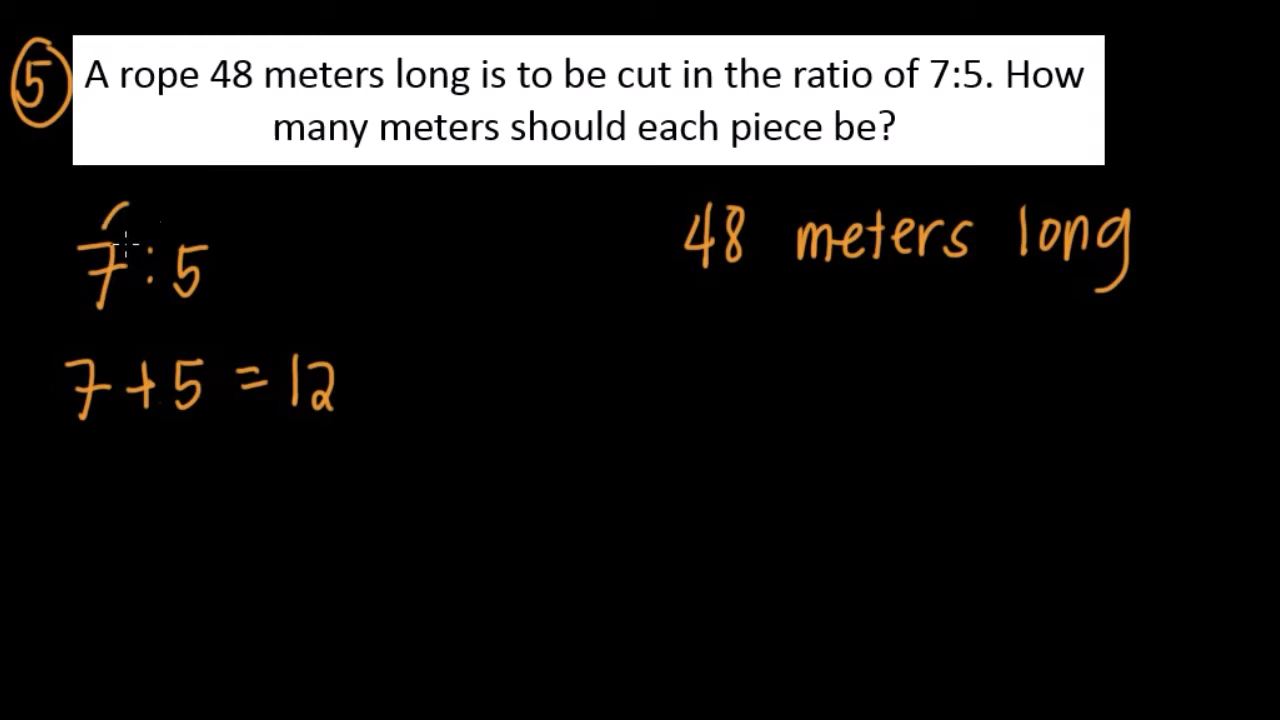 5
A rope 48 meters long is to be cut in the ratio of 7:5. How
many meters should each piece be?
7:5
48 meters long
7+5 = 12